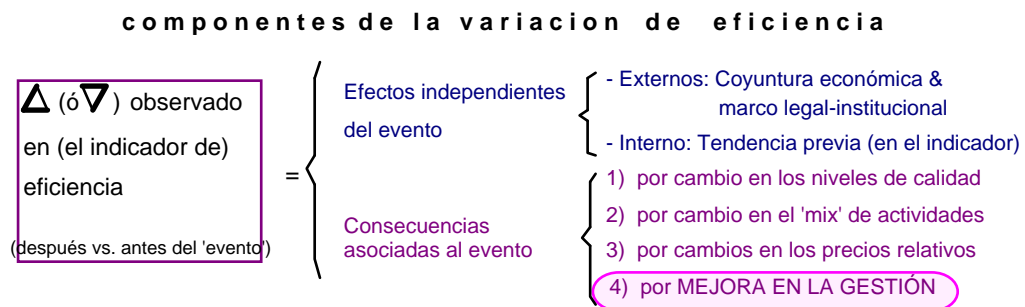 componentes de la variacion de eficiencia
Δ (ó ∇) observado
en (el indicador de)
eficiencia
(después vs. antes del 'evento')
=
Efectos independientes
del evento
- Externos: Coyuntura económica &
marco legal-institucional
- Interno: Tendencia previa (en el indicador)
Consecuencias
asociadas al evento
1) por cambio en los niveles de calidad
2) por cambio en el 'mix' de actividades
3) por cambios en los precios relativos
4) por MEJORA EN LA GESTIÓN